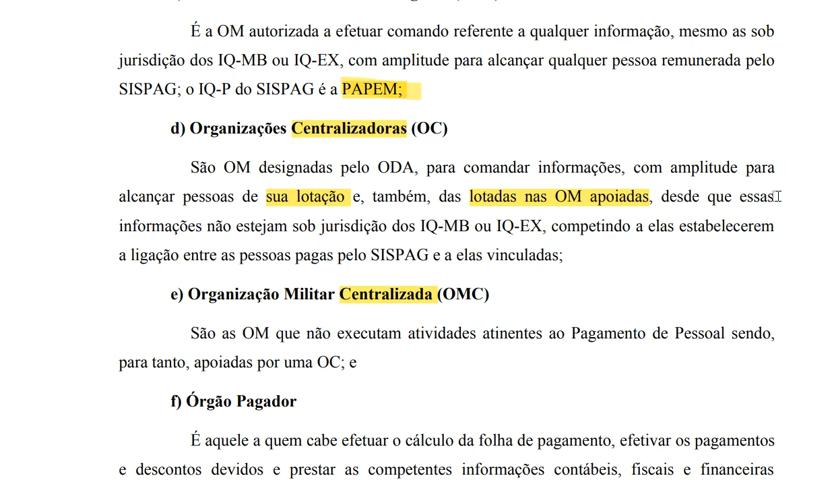 É a OM autorizada a efetuar comando referente a qualquer informação, mesmo as sob
jurisdição dos IQ-MB ou IQ-EX, com amplitude para alcançar qualquer pessoa remunerada pelo
SISPAG; o IQ-P do SISPAG é a PAPEM;
d) Organizações Centralizadoras (OC)
São OM designadas pelo ODA, para comandar informações, com amplitude para
alcançar pessoas de sua lotação e, também, das lotadas nas OM apoiadas, desde que essas
informações não estejam sob jurisdição dos IQ-MB ou IQ-EX, competindo a elas estabelecerem
a ligação entre as pessoas pagas pelo SISPAG e a elas vinculadas;
e) Organização Militar Centralizada (OMC)
São as OM que não executam atividades atinentes ao Pagamento de Pessoal sendo,
para tanto, apoiadas por uma OC; e
f) Órgão Pagador
É aquele a quem cabe efetuar o cálculo da folha de pagamento, efetivar os pagamentos
e descontos devidos e prestar as competentes informações contábeis, fiscais e financeiras